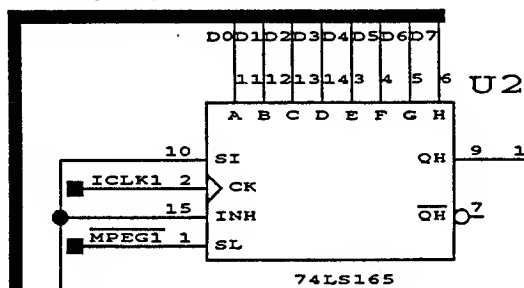 D0D1D2D3D4D5D6D7
11 12 13 14 3 4 5 6 U2
A B C D E F G H
10 SI QH 9 1
ICLK1 2 CK
15 INH QH 7
MPEG1 1 SL
74LS165